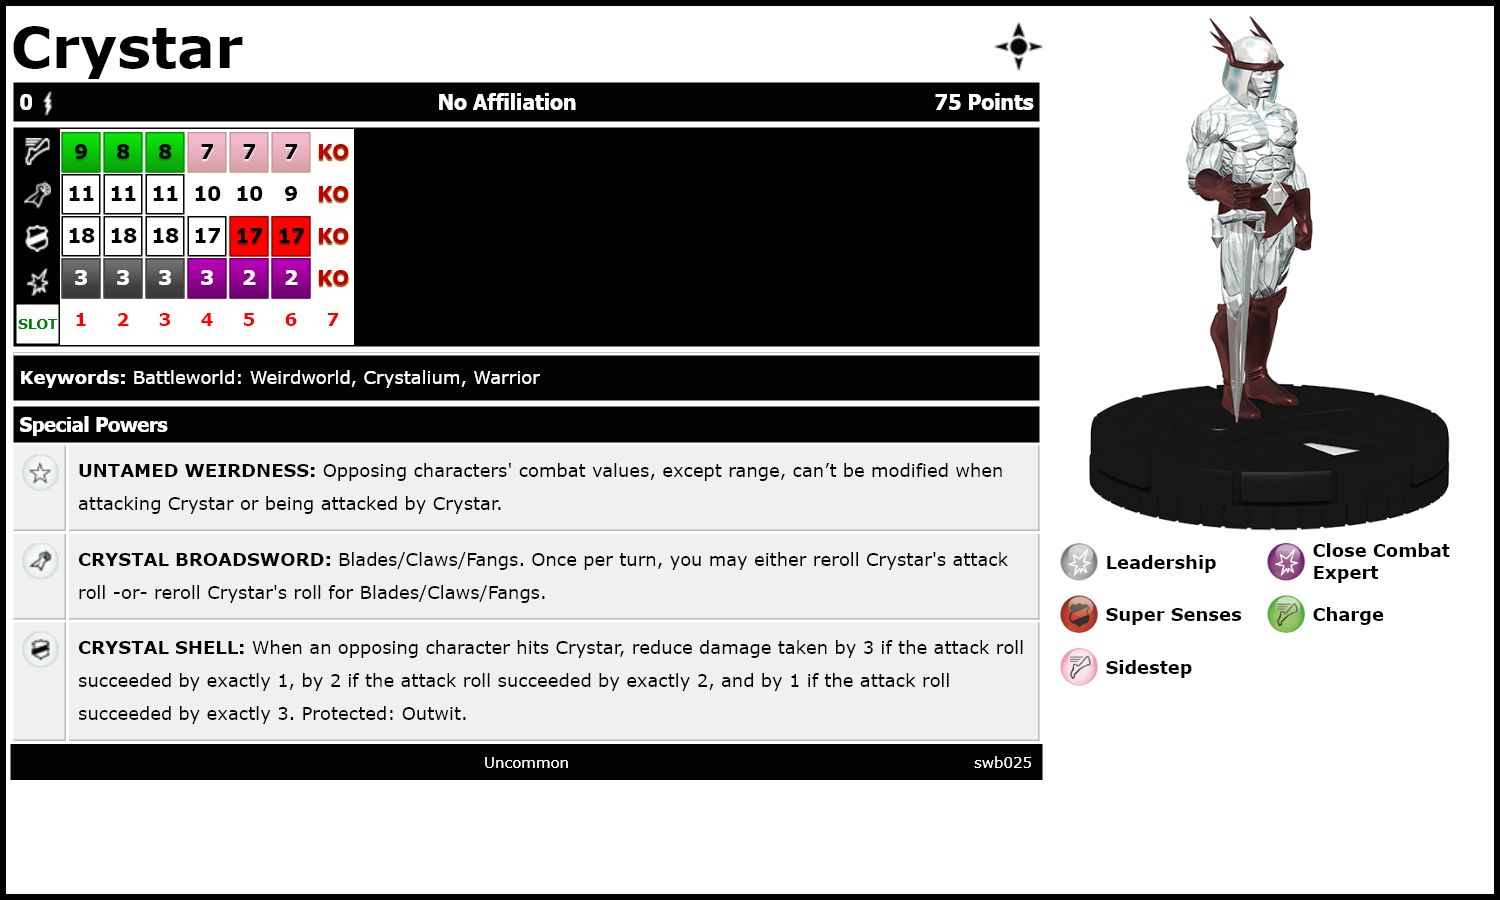 Crystar
0 No Affiliation 75 Points
9 8 8 7 7 7 KO
11 11 11 10 10 9 KO
18 18 18 17 17 17 KO
3 3 3 3 2 2 KO
SLOT 1 2 3 4 5 6 7
Keywords: Battleworld: Weirdworld, Crystalium, Warrior
Special Powers
UNTAMED WEIRDNESS: Opposing characters' combat values, except range, can’t be modified when
attacking Crystar or being attacked by Crystar.
CRYSTAL BROADSWORD: Blades/Claws/Fangs. Once per turn, you may either reroll Crystar's attack
roll -or- reroll Crystar's roll for Blades/Claws/Fangs.
CRYSTAL SHELL: When an opposing character hits Crystar, reduce damage taken by 3 if the attack roll
succeeded by exactly 1, by 2 if the attack roll succeeded by exactly 2, and by 1 if the attack roll
succeeded by exactly 3. Protected: Outwit.
Uncommon swb025
Leadership
Close Combat
Expert
Super Senses
Charge
Sidestep